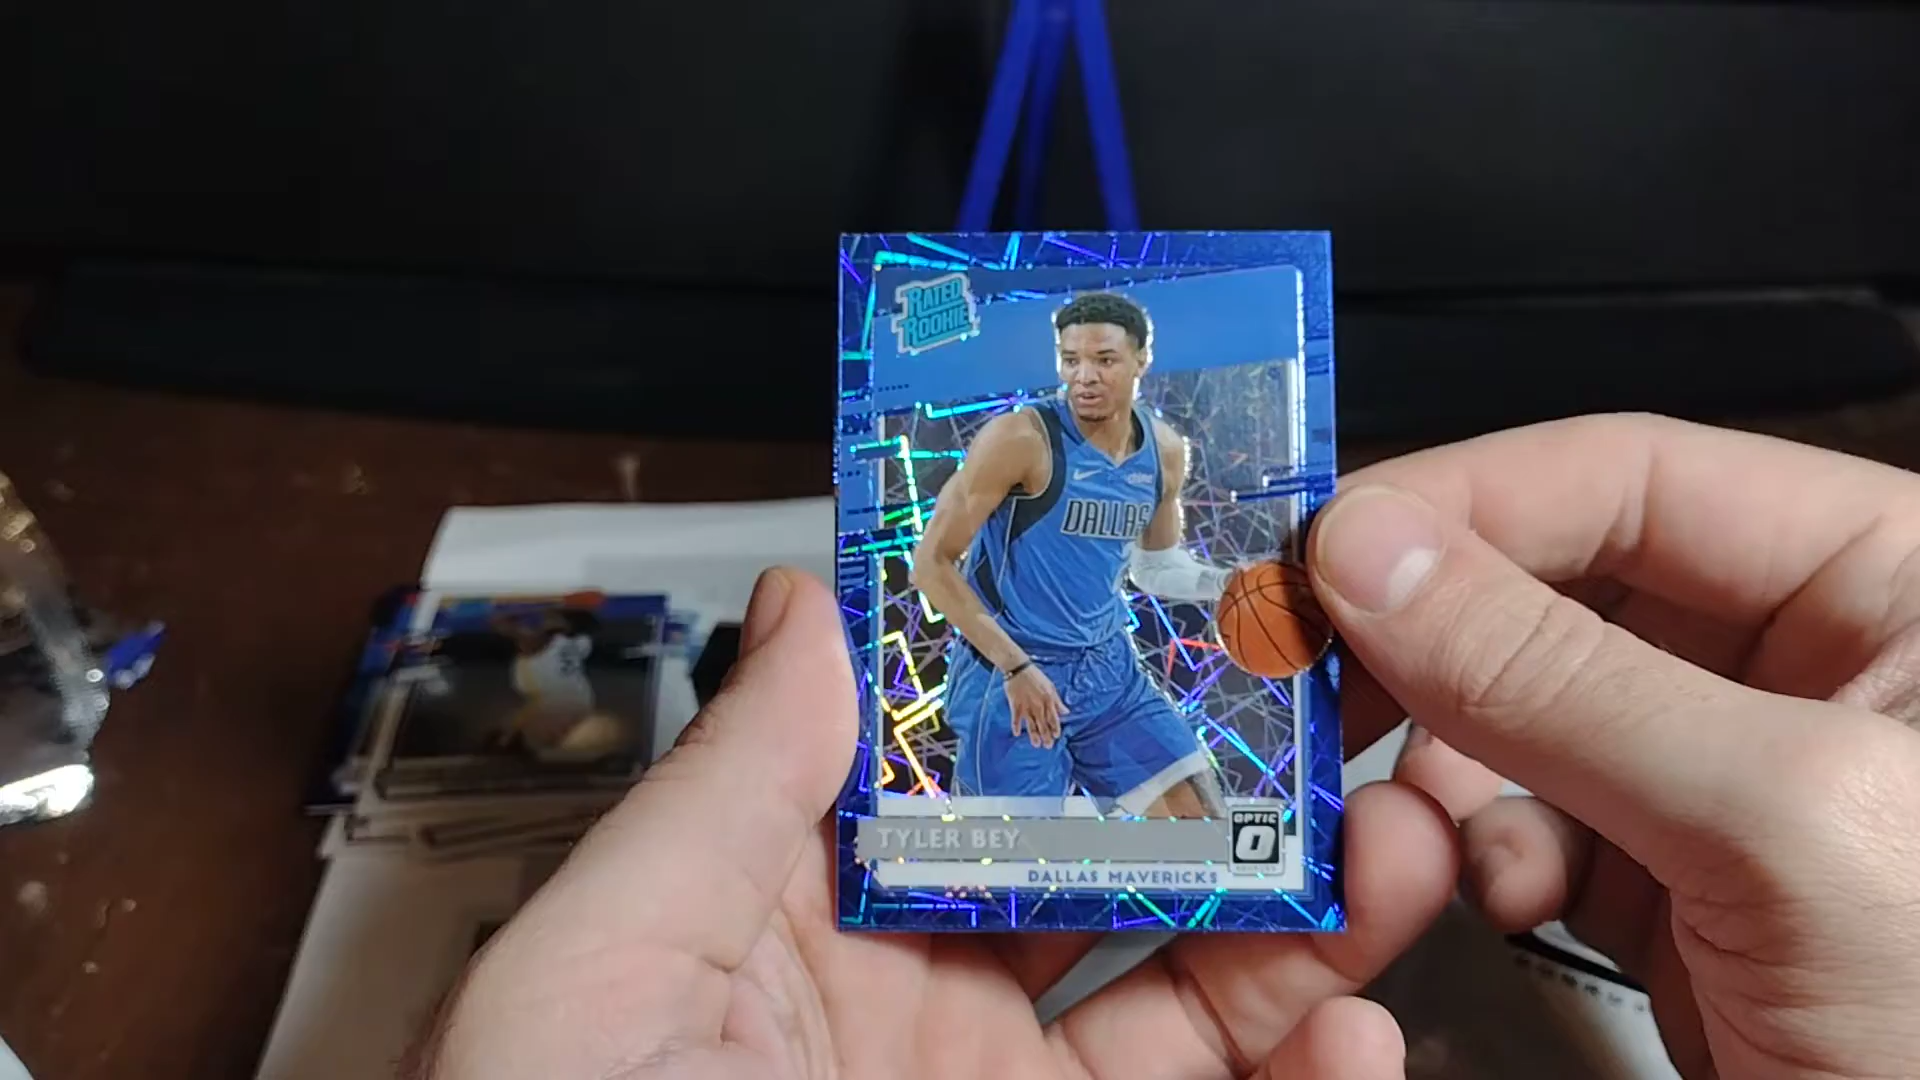 RATED
ROOKIE
DALLAS
TYLER BEY
OPTIC
DALLAS MAVERICKS